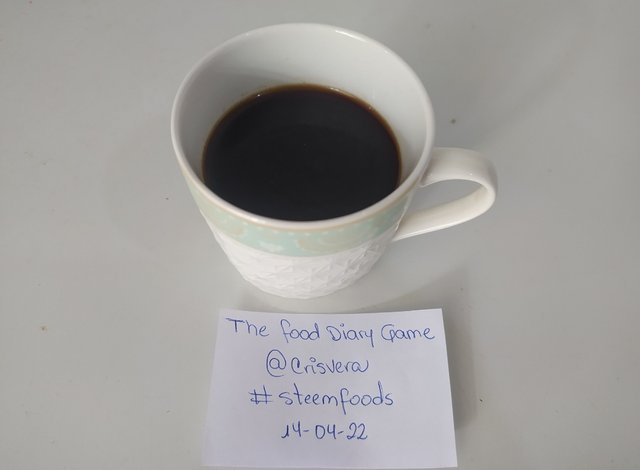 The food Diary Game
@Crisvera
#steemfoods
14-04-22